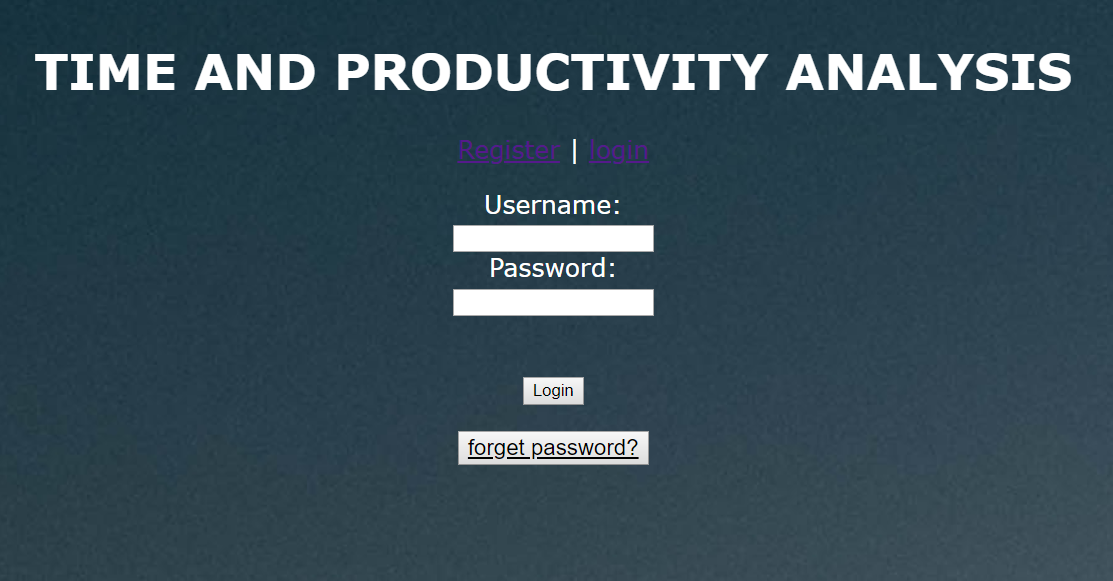 TIME AND PRODUCTIVITY ANALYSIS
Register | login
Username:
Password:
Login
forget password?